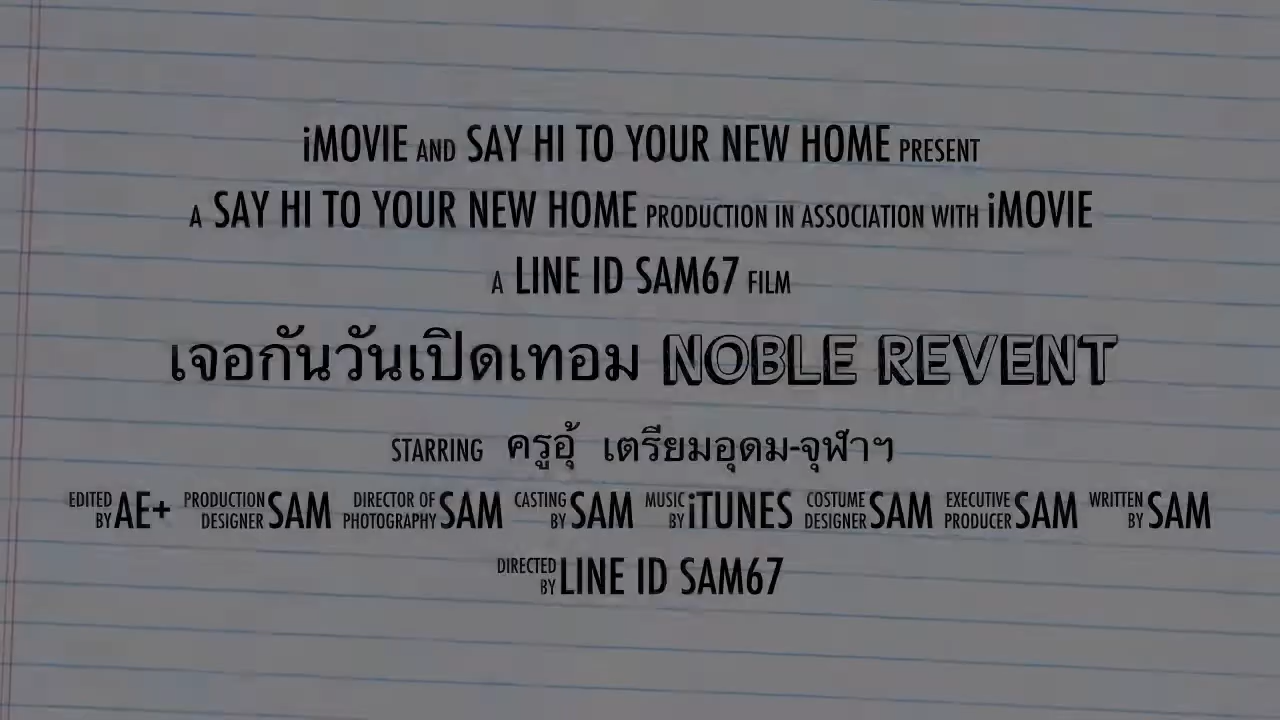 iMOVIE AND SAY HI TO YOUR NEW HOME PRESENT
A SAY HI TO YOUR NEW HOME PRODUCTION IN ASSOCIATION WITH iMOVIE
A LINE ID SAM67 FILM
เจอกันวันเปิดเทอม NOBLE REVENT
STARRING ครูอุ้ เตรียมอุดม-จุฬาฯ
EDITED BY AE+ PRODUCTION DESIGNER SAM DIRECTOR OF PHOTOGRAPHY SAM CASTING BY SAM MUSIC BY iTUNES COSTUME DESIGNER SAM EXECUTIVE PRODUCER SAM WRITTEN BY SAM
DIRECTED BY LINE ID SAM67